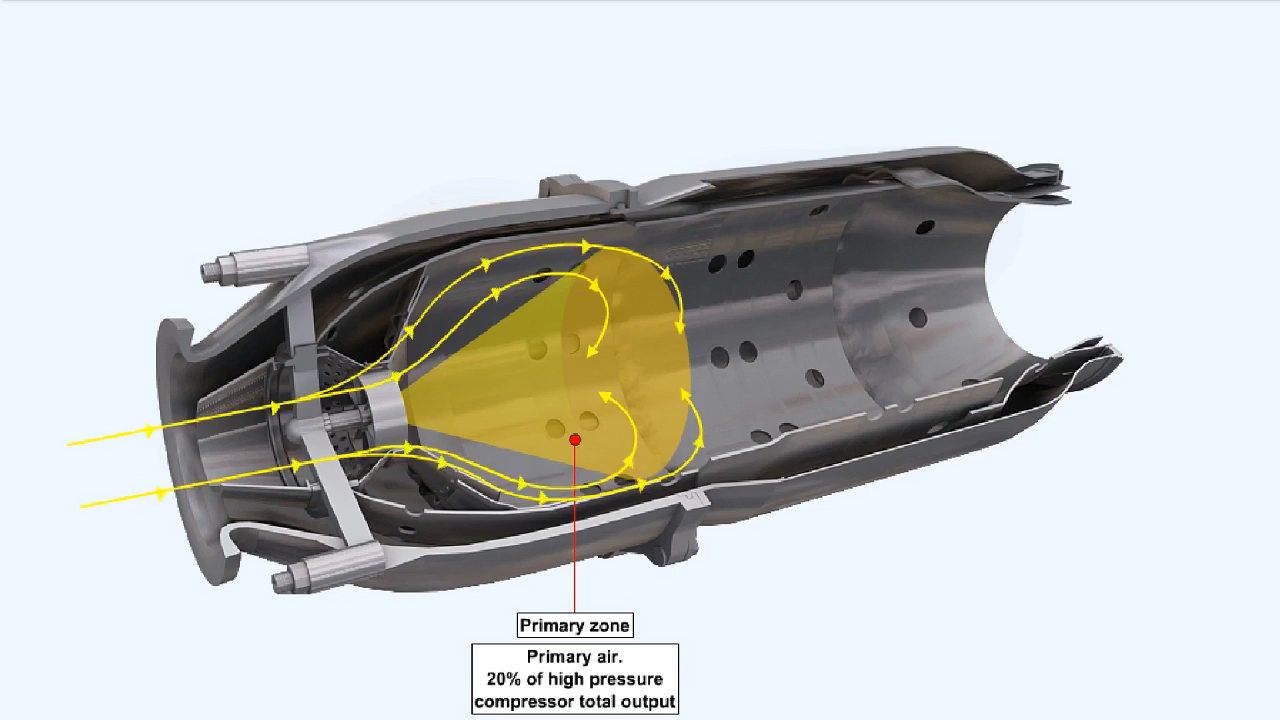 Primary zone
Primary air.
20% of high pressure
compressor total output